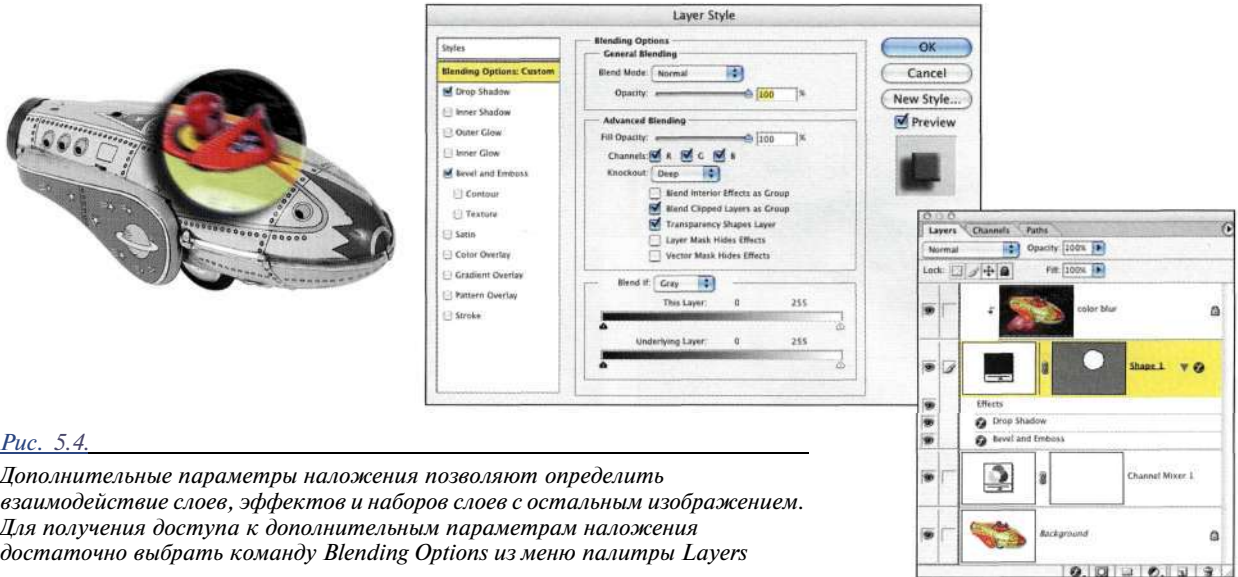 Layer Style
Styles
Blending Options: Custom
Drop Shadow
Inner Shadow
Outer Glow
Inner Glow
Bevel and Emboss
Contour
Texture
Satin
Color Overlay
Gradient Overlay
Pattern Overlay
Stroke
Blending Options
General Blending
Blend Mode: Normal
Opacity: 100 %
Advanced Blending
Fill Opacity: 100 %
Channels: R G B
Knockout: Deep
Blend Interior Effects as Group
Blend Clipped Layers as Group
Transparency Shapes Layer
Layer Mask Hides Effects
Vector Mask Hides Effects
Blend If: Gray
This Layer: 0 255
Underlying Layer: 0 255
OK
Cancel
New Style...
Preview
Layers Channels Paths
Normal Opacity: 100%
Lock: Fill: 100%
color blur
Shape 1
Effects
Drop Shadow
Bevel and Emboss
Channel Mixer 1
Background
Рис. 5.4.
Дополнительные параметры наложения позволяют определить
взаимодействие слоев, эффектов и наборов слоев с остальным изображением.
Для получения доступа к дополнительным параметрам наложения
достаточно выбрать команду Blending Options из меню палитры Layers